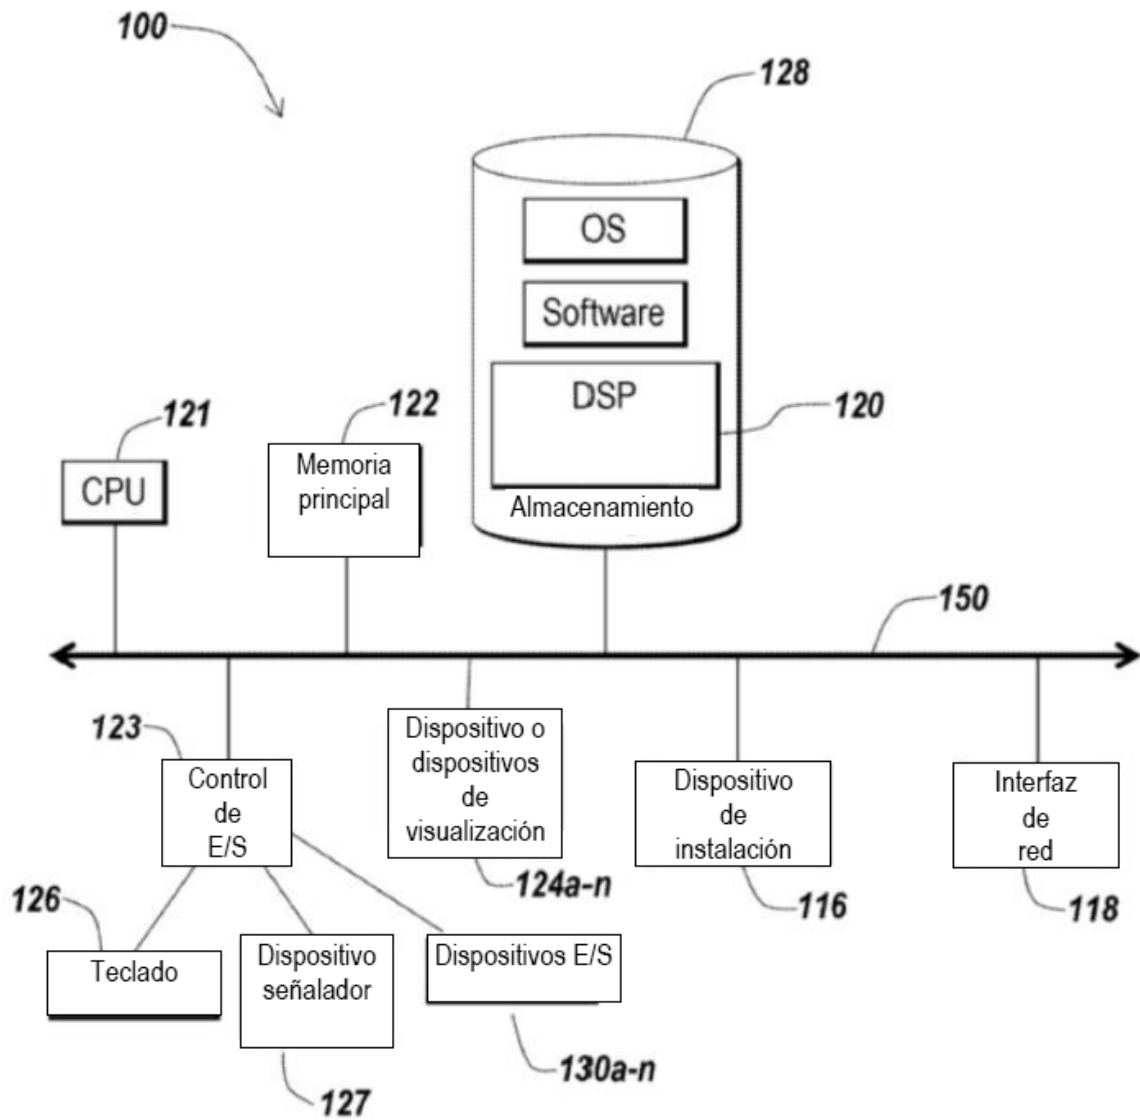 100
128
OS
Software
DSP
120
Almacenamiento
121
CPU
122
Memoria
principal
150
123
Control
de
E/S
Dispositivo o
dispositivos
de
visualización
124a-n
Dispositivo
de
instalación
116
Interfaz
de
red
118
126
Teclado
Dispositivo
señalador
127
Dispositivos E/S
130a-n